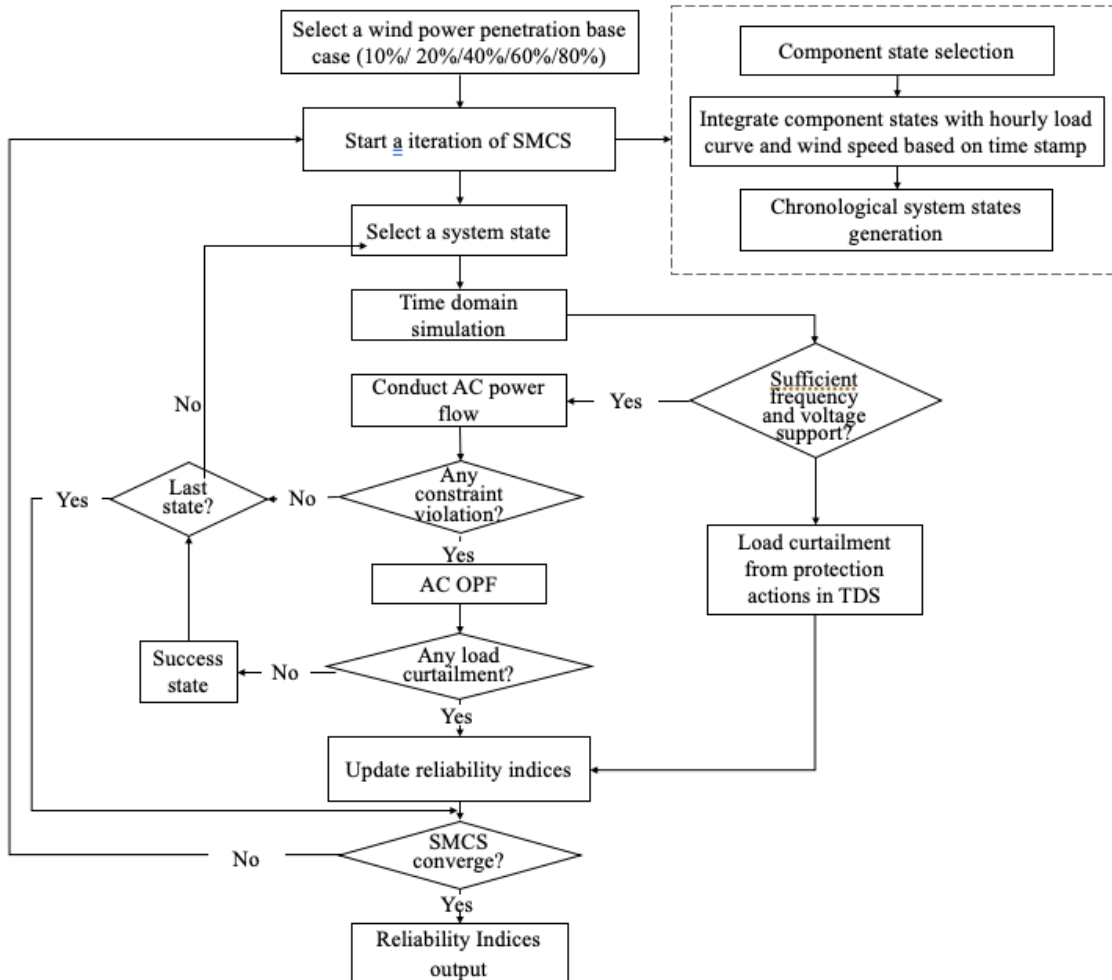 Select a wind power penetration base
case (10%/ 20%/40%/60%/80%)
Component state selection
Start a iteration of SMCS
Integrate component states with hourly load
curve and wind speed based on time stamp
Chronological system states
generation
Select a system state
Time domain
simulation
Sufficient
frequency
and voltage
support?
Yes
Conduct AC power
flow
No
Any
constraint
violation?
No
Last
state?
Yes
Yes
Load curtailment
from protection
actions in TDS
AC OPF
Any load
curtailment?
No
Success
state
Yes
Update reliability indices
SMCS
converge?
No
Yes
Reliability Indices
output